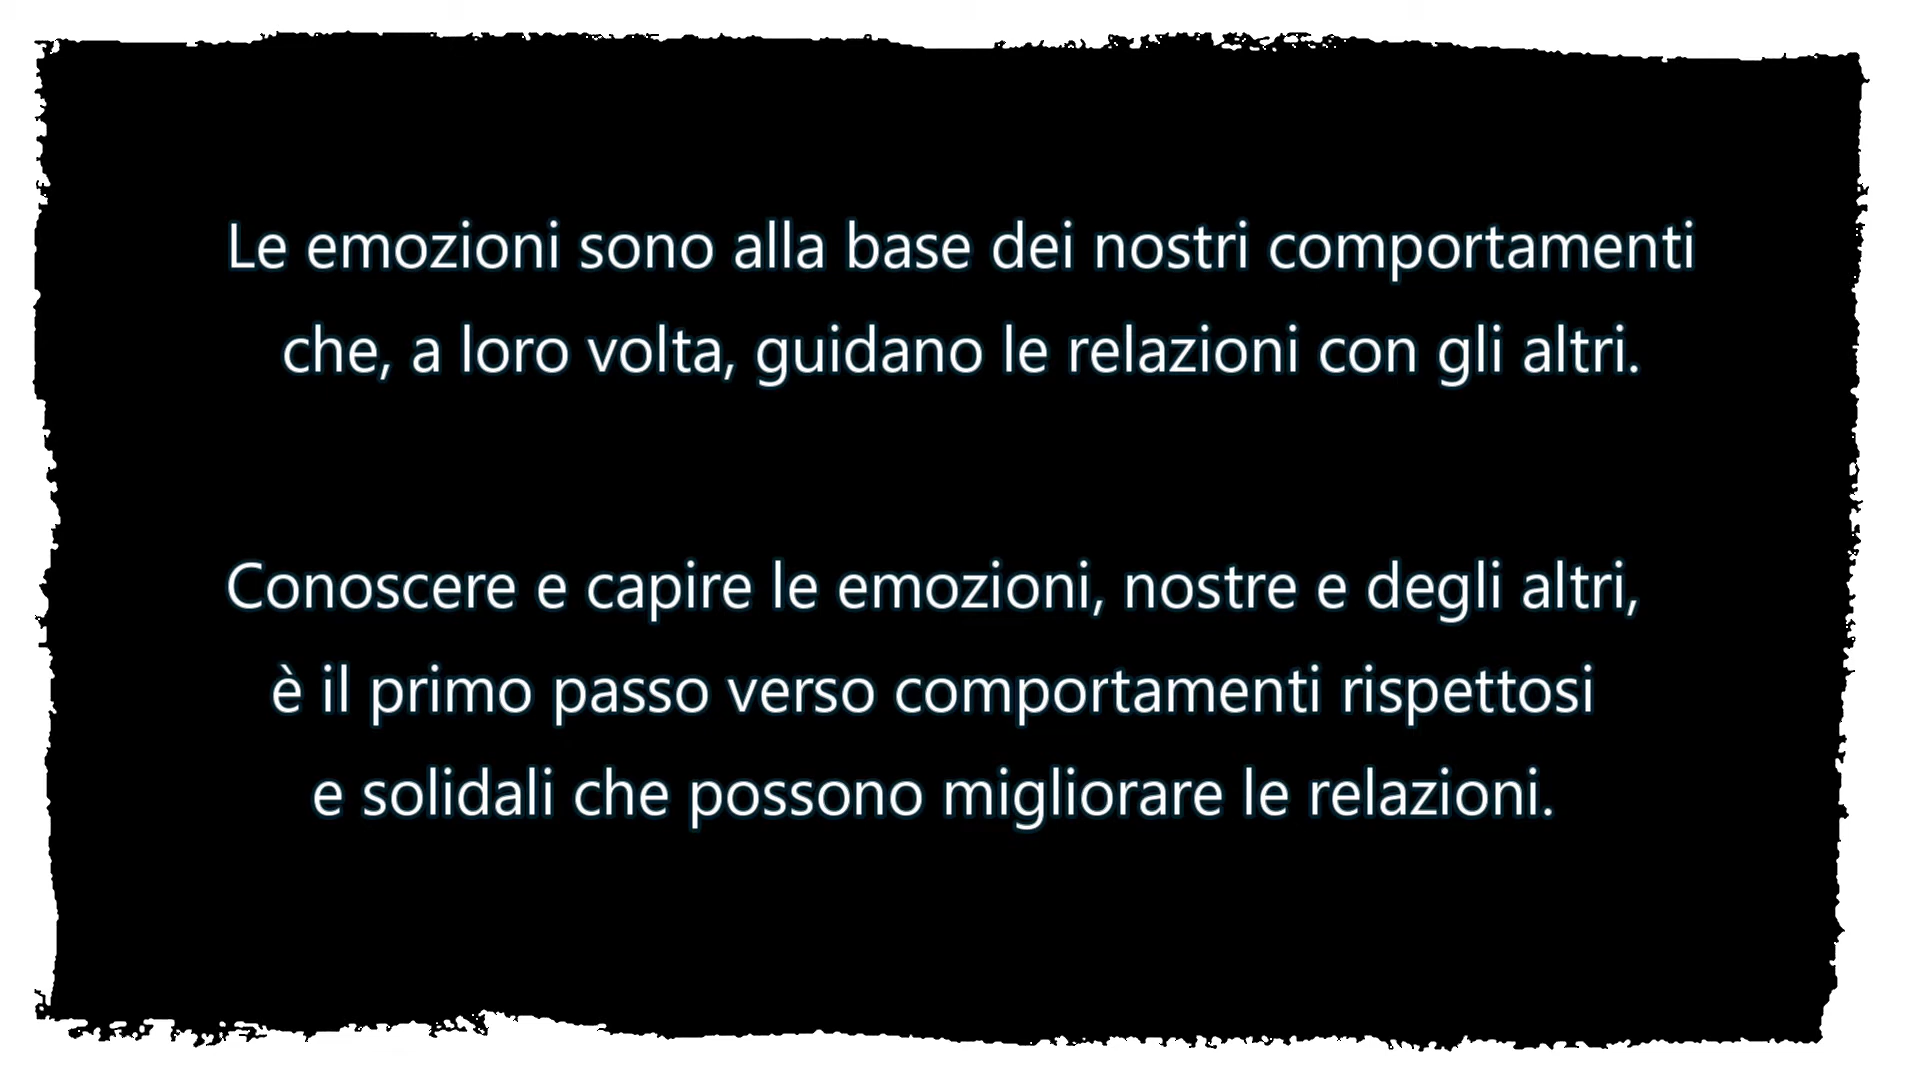 Le emozioni sono alla base dei nostri comportamenti
che, a loro volta, guidano le relazioni con gli altri.
Conoscere e capire le emozioni, nostre e degli altri,
è il primo passo verso comportamenti rispettosi
e solidali che possono migliorare le relazioni.